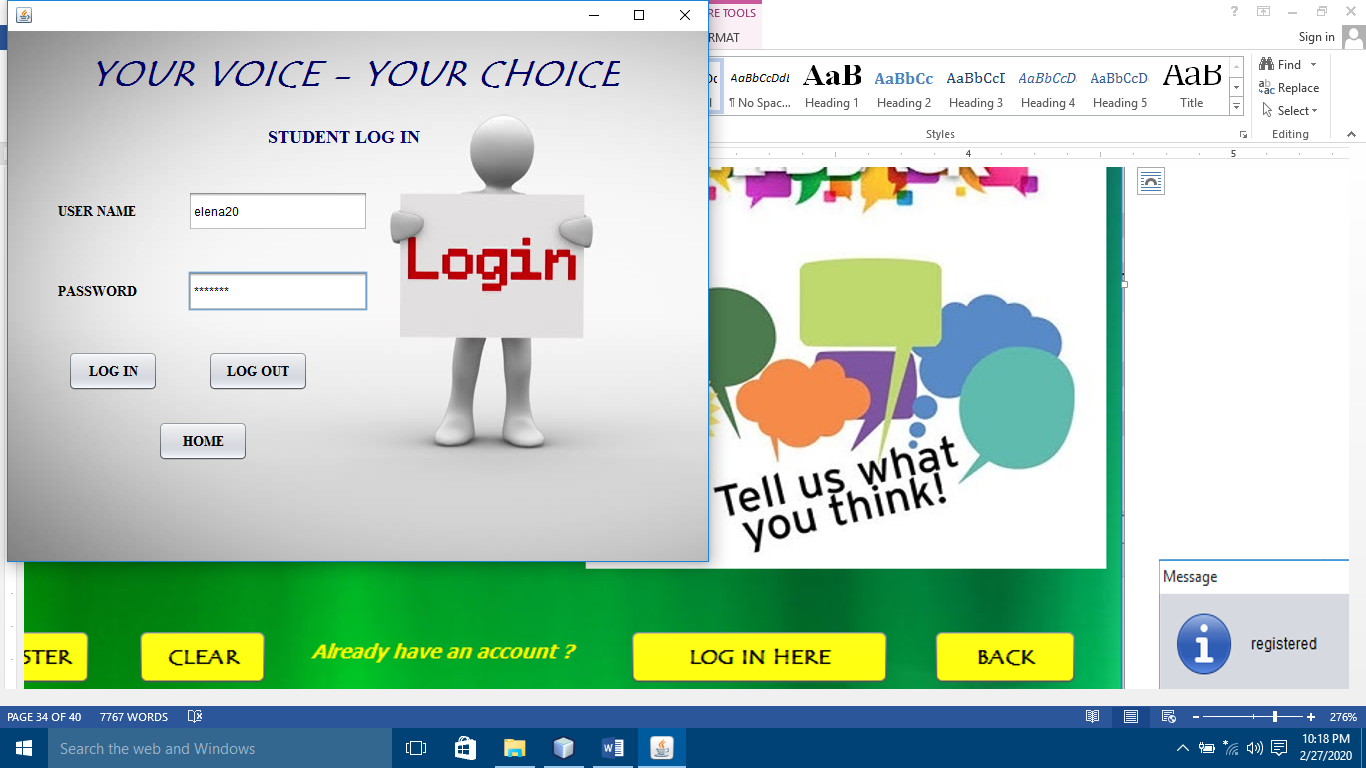 YOUR VOICE - YOUR CHOICE
STUDENT LOG IN
USER NAME
elena20
PASSWORD
*******
LOG IN
LOG OUT
HOME
Login
TOOLS
Sign in
AaBbCcDdI
AaB
AaBbCc
AaBbCcI
AaBbCcD
AaBbCcD
AaB
¶ No Spac...
Heading 1
Heading 2
Heading 3
Heading 4
Heading 5
Title
Styles
Find
Replace
Select
Editing
4
5
Tell us what
you think!
CLEAR
Already have an account ?
LOG IN HERE
BACK
Message
registered
PAGE 34 OF 40
7767 WORDS
276%
Search the web and Windows
10:18 PM
2/27/2020